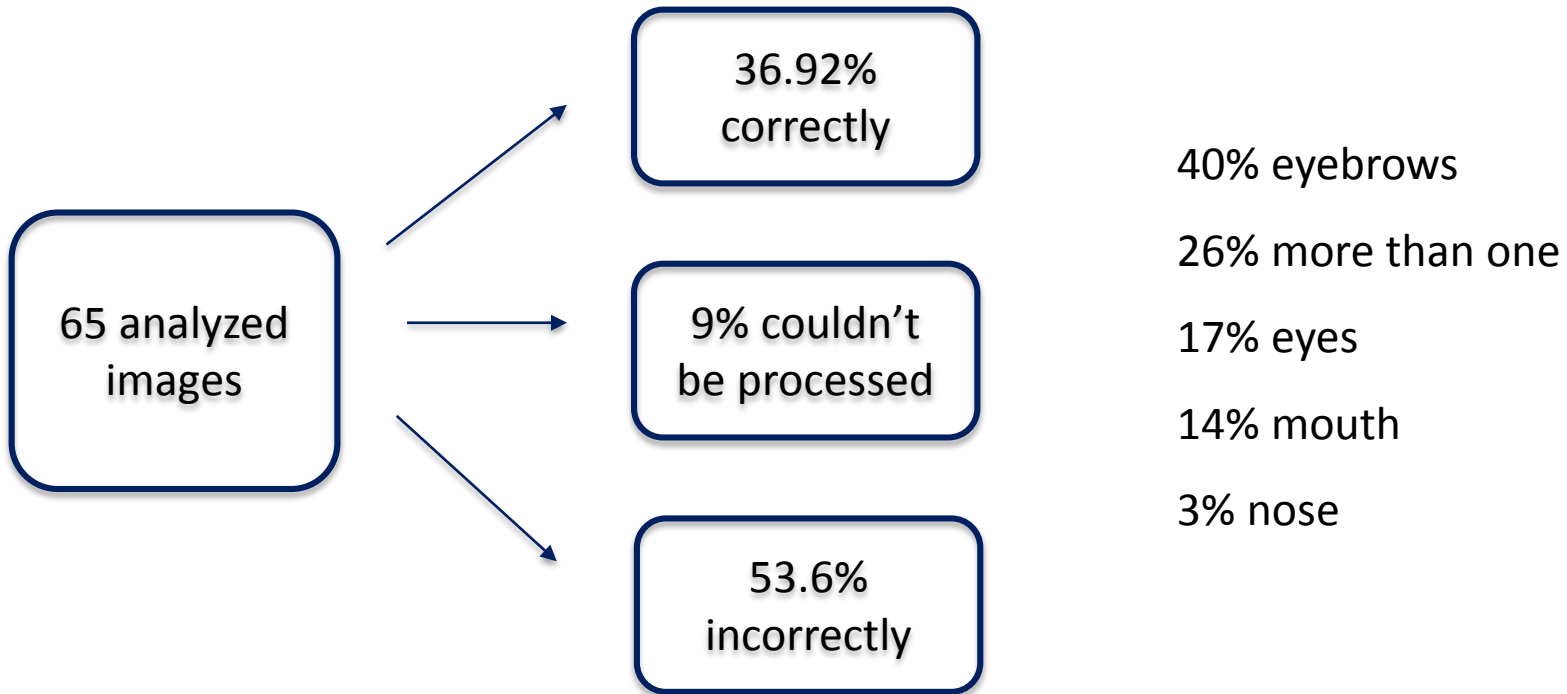 65 analyzed
images
36.92%
correctly
9% couldn’t
be processed
53.6%
incorrectly
40% eyebrows
26% more than one
17% eyes
14% mouth
3% nose